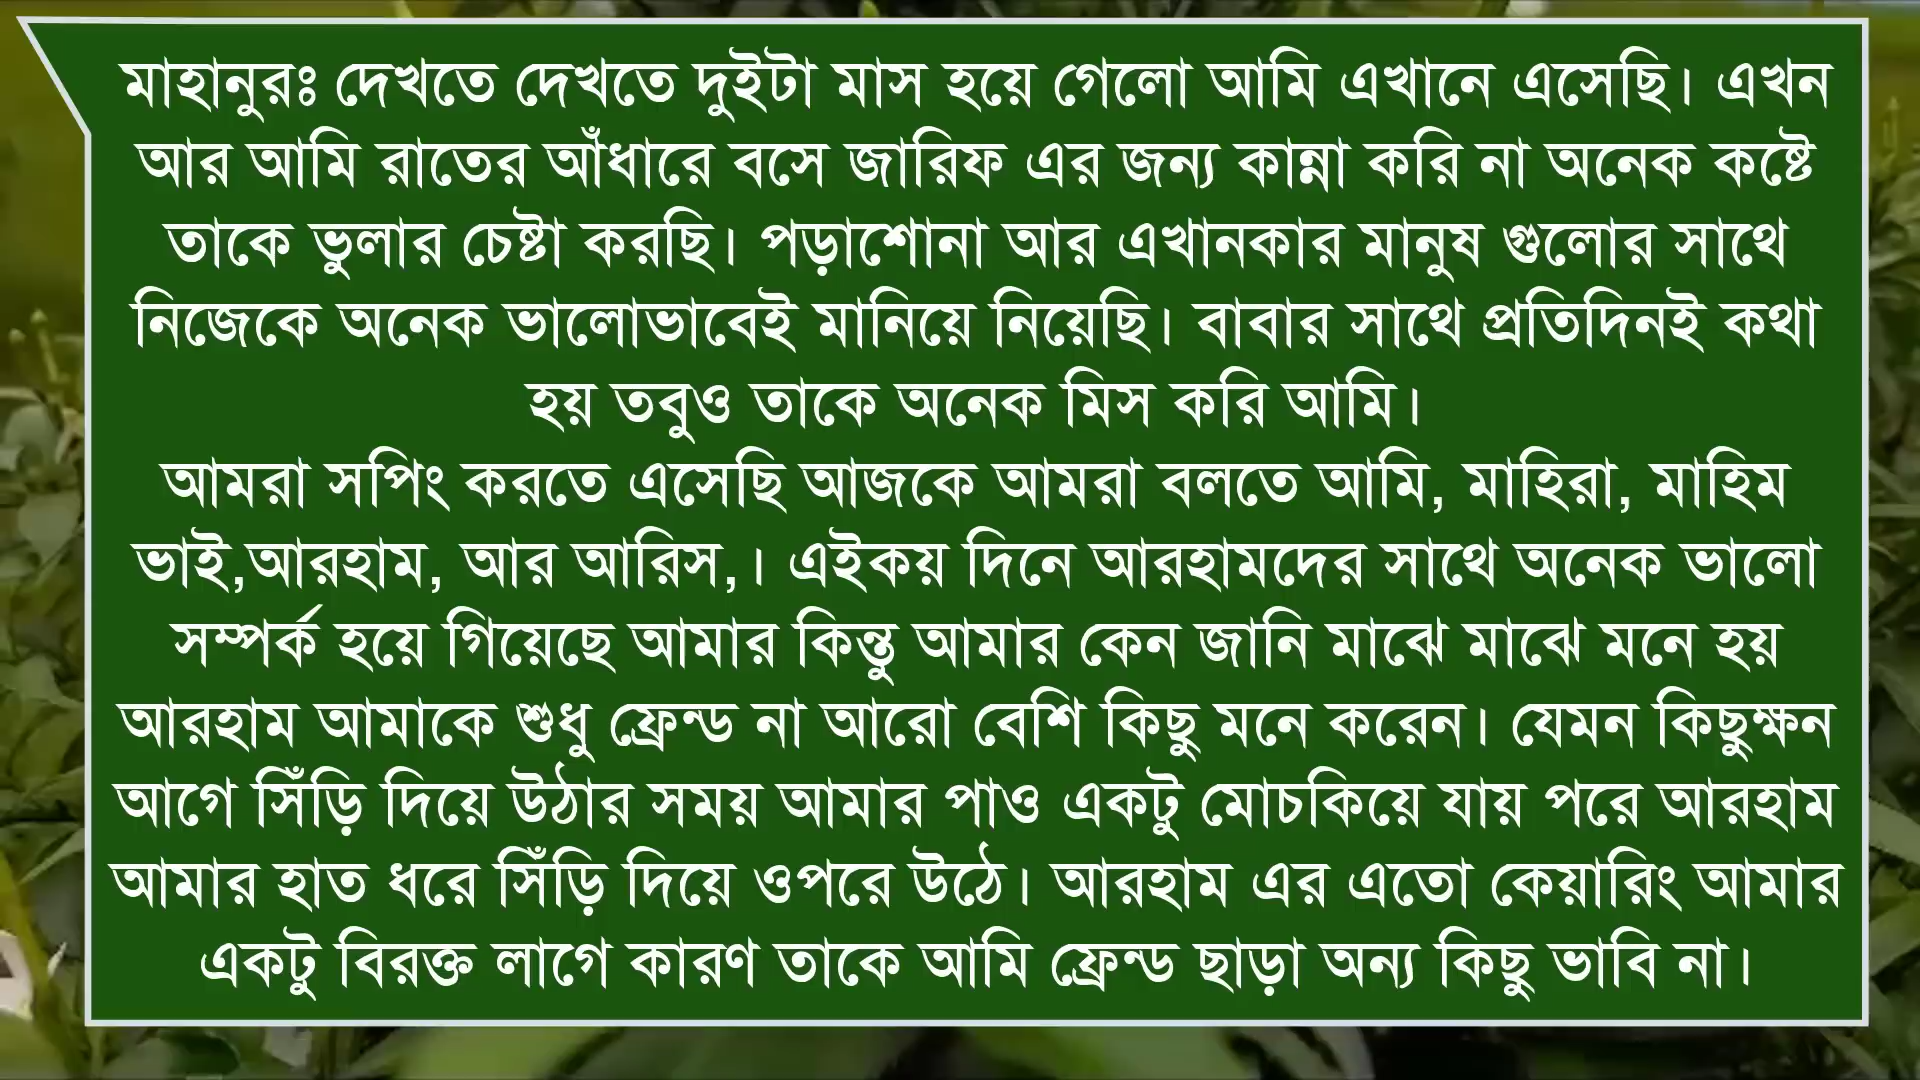 মাহানুরঃ দেখতে দেখতে দুইটা মাস হয়ে গেলো আমি এখানে এসেছি। এখন
আর আমি রাতের আঁধারে বসে জারিফ এর জন্য কান্না করি না অনেক কষ্টে
তাকে ভুলার চেষ্টা করছি। পড়াশোনা আর এখানকার মানুষ গুলোর সাথে
নিজেকে অনেক ভালোভাবেই মানিয়ে নিয়েছি। বাবার সাথে প্রতিদিনই কথা
হয় তবুও তাকে অনেক মিস করি আমি।
আমরা সপিং করতে এসেছি আজকে আমরা বলতে আমি, মাহিরা, মাহিম
ভাই,আরহাম, আর আরিস,। এইকয় দিনে আরহামদের সাথে অনেক ভালো
সম্পর্ক হয়ে গিয়েছে আমার কিন্তু আমার কেন জানি মাঝে মাঝে মনে হয়
আরহাম আমাকে শুধু ফ্রেন্ড না আরো বেশি কিছু মনে করেন। যেমন কিছুক্ষন
আগে সিঁড়ি দিয়ে উঠার সময় আমার পাও একটু মোচকিয়ে যায় পরে আরহাম
আমার হাত ধরে সিঁড়ি দিয়ে ওপরে উঠে। আরহাম এর এতো কেয়ারিং আমার
একটু বিরক্ত লাগে কারণ তাকে আমি ফ্রেন্ড ছাড়া অন্য কিছু ভাবি না।